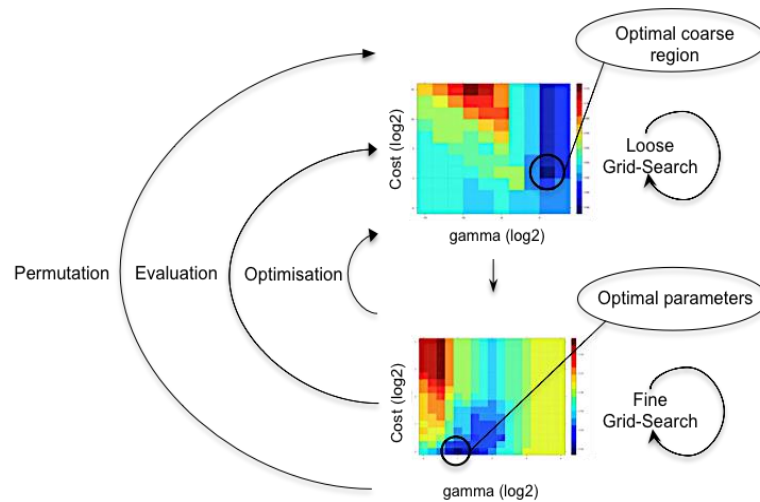 Optimal coarse
region
Cost (log2)
Loose
Grid-Search
gamma (log2)
Permutation
Evaluation
Optimisation
Optimal parameters
Cost (log2)
Fine
Grid-Search
gamma (log2)